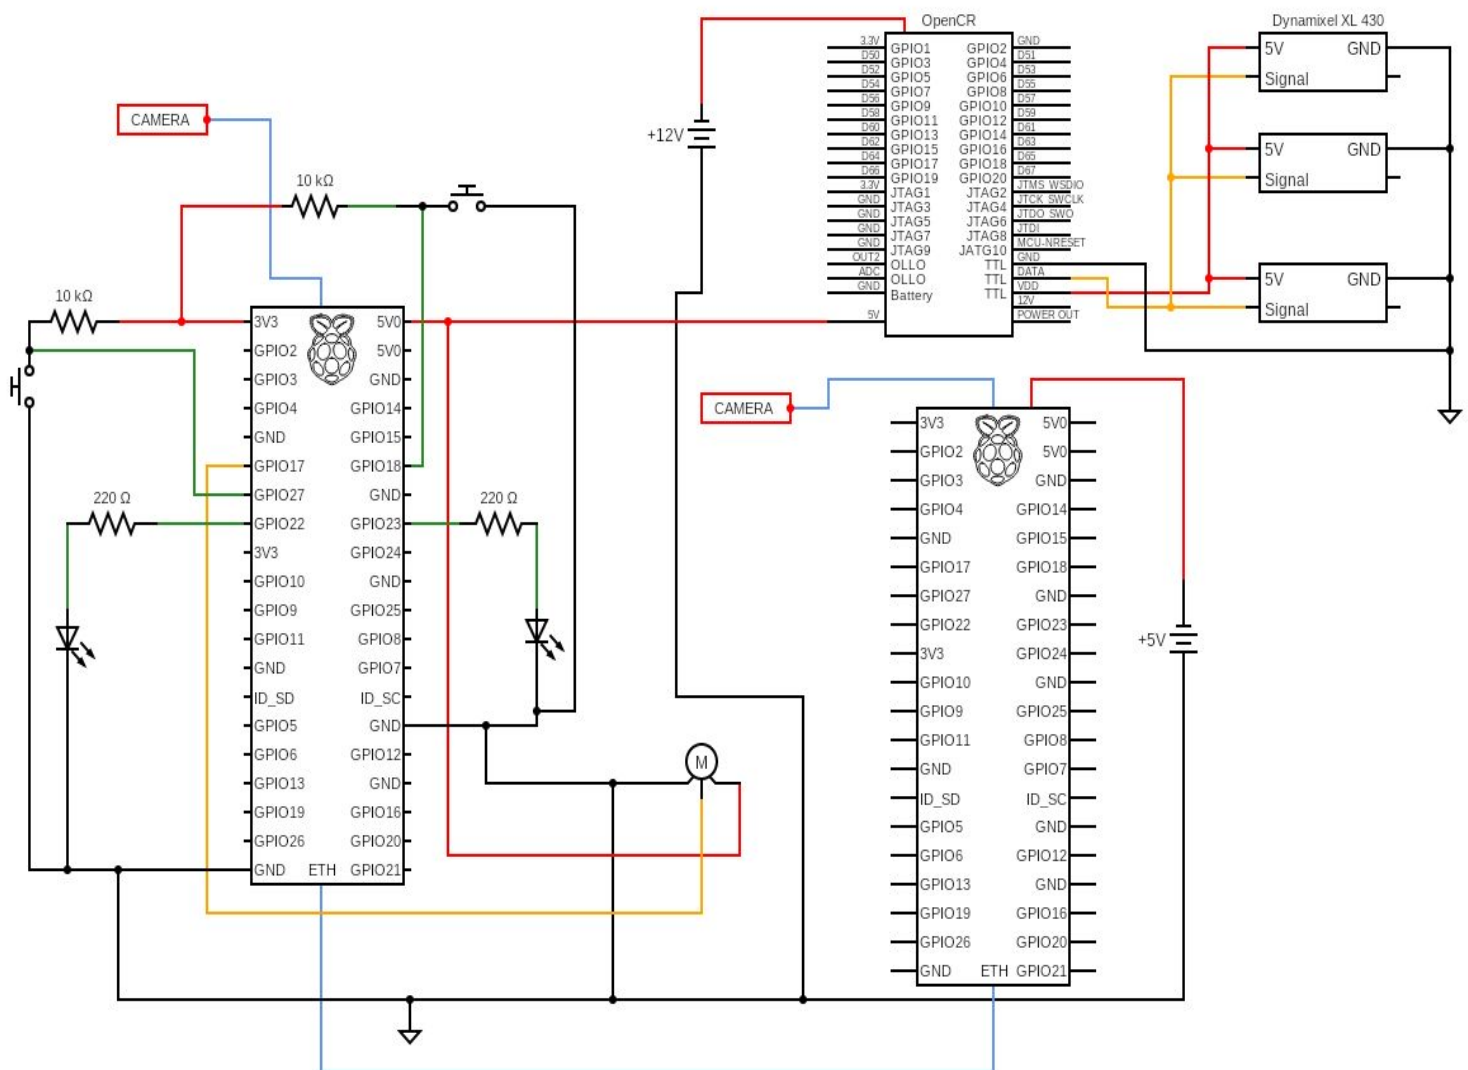 OpenCR
Dynamixel XL 430
3.3V GPIO1 GPIO2 GND
D50 GPIO3 GPIO4 D51
D52 GPIO5 GPIO6 D53
D54 GPIO7 GPIO8 D55
D56 GPIO9 GPIO10 D57
D58 GPIO11 GPIO12 D59
D60 GPIO13 GPIO14 D61
D62 GPIO15 GPIO16 D63
D64 GPIO17 GPIO18 D65
D66 GPIO19 GPIO20 D67
3.3V JTAG1 JTAG2 JTMS_SWDIO
GND JTAG3 JTAG4 JTCK_SWCLK
GND JTAG5 JTAG6 JTDO_SWO
GND JTAG7 JTAG8 JTDI
GND JTAG9 JATG10 MCU-NRESET
OUT2 OLLO TTL GND
ADC OLLO TTL DATA
GND Battery TTL VDD
12V
5V POWER OUT
5V GND
Signal
5V GND
Signal
5V GND
Signal
+12V
CAMERA
10 kΩ
10 kΩ
3V3 5V0
GPIO2 5V0
GPIO3 GND
GPIO4 GPIO14
GND GPIO15
GPIO17 GPIO18
GPIO27 GND
GPIO22 GPIO23
3V3 GPIO24
GPIO10 GND
GPIO9 GPIO25
GPIO11 GPIO8
GND GPIO7
ID_SD ID_SC
GPIO5 GND
GPIO6 GPIO12
GPIO13 GND
GPIO19 GPIO16
GPIO26 GPIO20
GND ETH GPIO21
220 Ω
220 Ω
M
CAMERA
3V3 5V0
GPIO2 5V0
GPIO3 GND
GPIO4 GPIO14
GND GPIO15
GPIO17 GPIO18
GPIO27 GND
GPIO22 GPIO23
3V3 GPIO24
GPIO10 GND
GPIO9 GPIO25
GPIO11 GPIO8
GND GPIO7
ID_SD ID_SC
GPIO5 GND
GPIO6 GPIO12
GPIO13 GND
GPIO19 GPIO16
GPIO26 GPIO20
GND ETH GPIO21
+5V